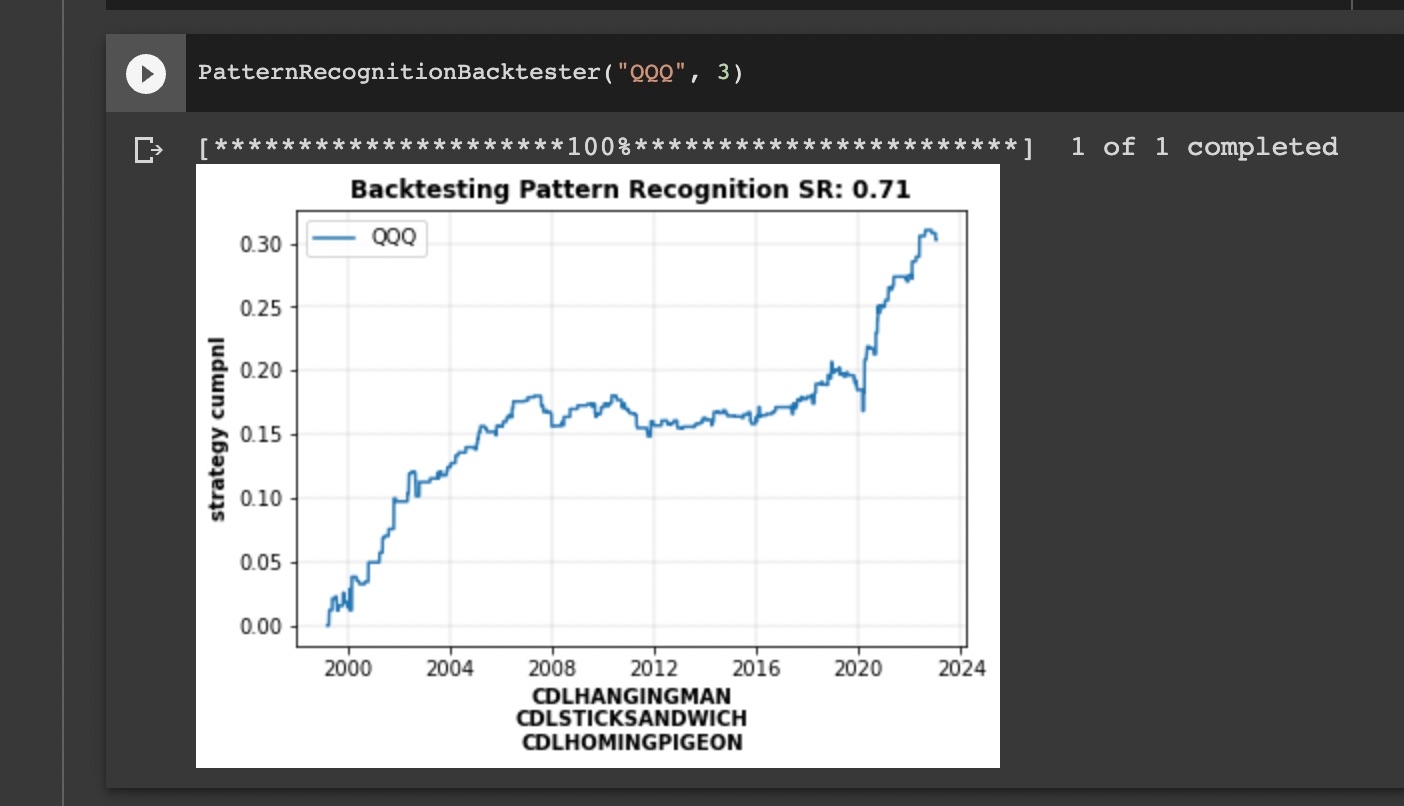 PatternRecognitionBacktester("QQQ", 3)
[*********************100%***********************]  1 of 1 completed
Backtesting Pattern Recognition SR: 0.71
QQQ
0.30
0.25
0.20
0.15
0.10
0.05
0.00
strategy cumpnl
2000 2004 2008 2012 2016 2020 2024
CDLHANGINGMAN
CDLSTICKSANDWICH
CDLHOMINGPIGEON